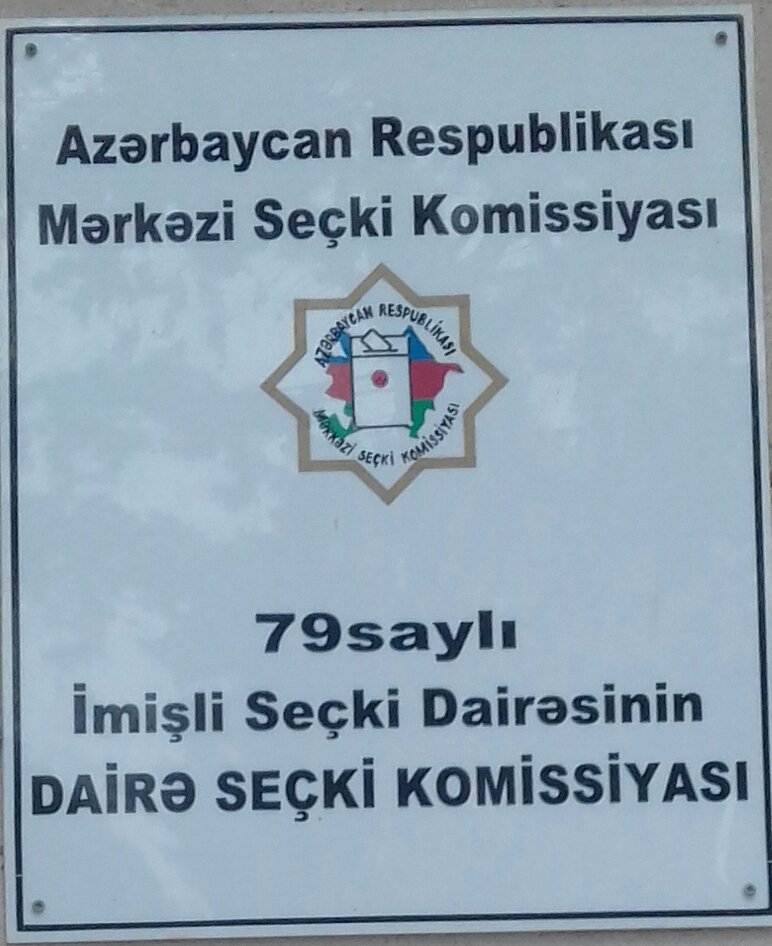 Azərbaycan Respublikası
Mərkəzi Seçki Komissiyası
AZƏRBAYCAN RESPUBLİKASI
MƏRKƏZİ SEÇKİ KOMİSSİYASI
79saylı
İmişli Seçki Dairəsinin
DAİRƏ SEÇKİ KOMİSSİYASI